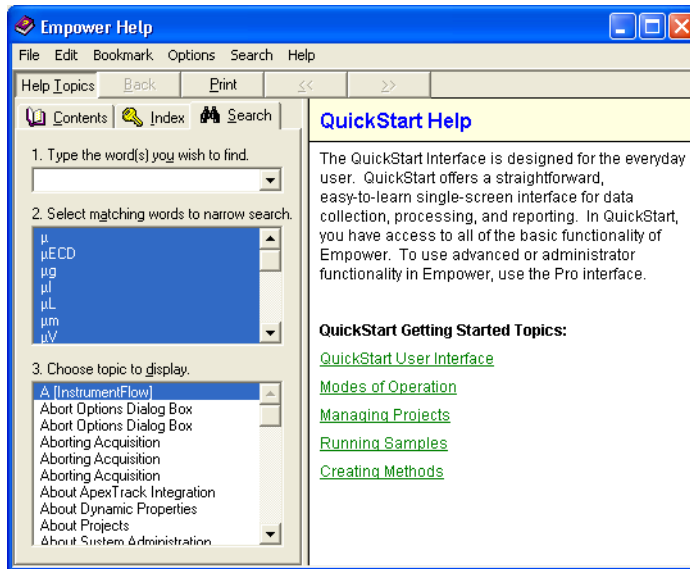 Empower Help
File Edit Bookmark Options Search Help
Help Topics Back Print << >>
Contents Index Search
1. Type the word(s) you wish to find.
2. Select matching words to narrow search.
µ
µECD
µg
µl
µL
µm
µV
3. Choose topic to display.
A [InstrumentFlow]
Abort Options Dialog Box
Abort Options Dialog Box
Aborting Acquisition
Aborting Acquisition
Aborting Acquisition
About ApexTrack Integration
About Dynamic Properties
About Projects
About System Administration
QuickStart Help
The QuickStart Interface is designed for the everyday
user. QuickStart offers a straightforward,
easy-to-learn single-screen interface for data
collection, processing, and reporting. In QuickStart,
you have access to all of the basic functionality of
Empower. To use advanced or administrator
functionality in Empower, use the Pro interface.
QuickStart Getting Started Topics:
QuickStart User Interface
Modes of Operation
Managing Projects
Running Samples
Creating Methods